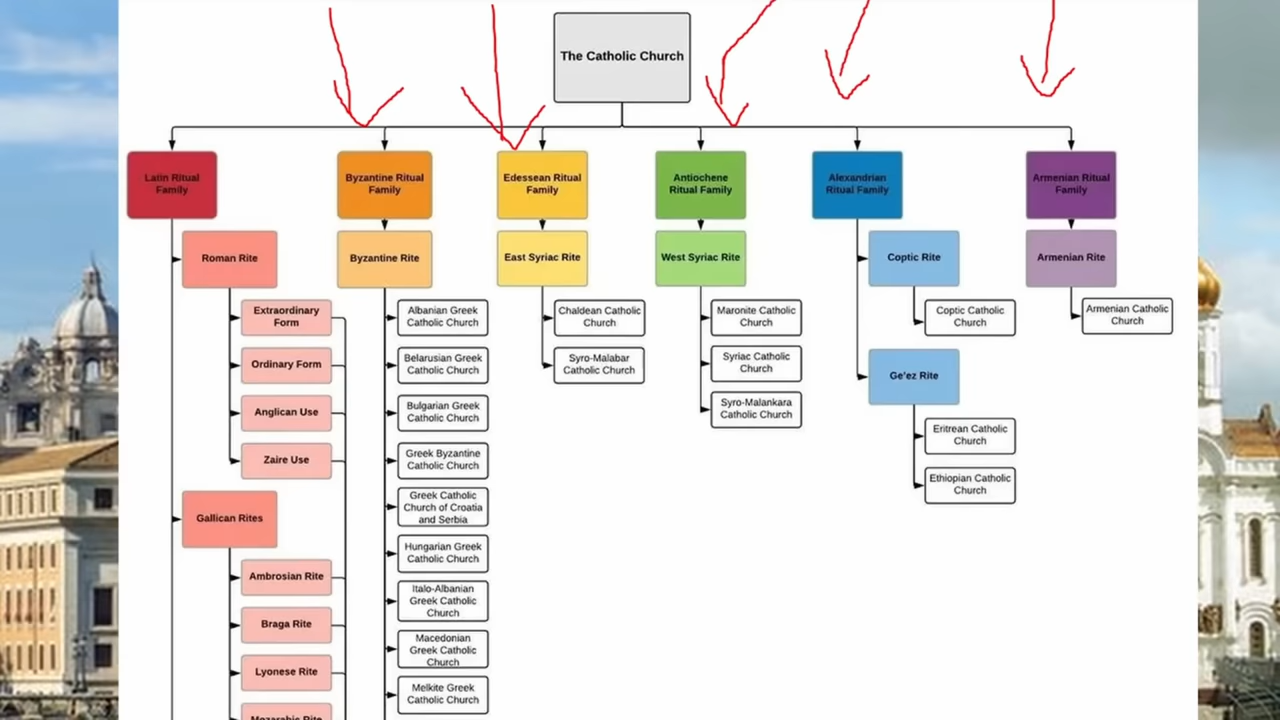 The Catholic Church
Latin Ritual
Family
Byzantine Ritual
Family
Edessean Ritual
Family
Antiochene
Ritual Family
Alexandrian
Ritual Family
Armenian Ritual
Family
Roman Rite
Byzantine Rite
East Syriac Rite
West Syriac Rite
Coptic Rite
Armenian Rite
Extraordinary
Form
Ordinary Form
Anglican Use
Zaire Use
Gallican Rites
Ambrosian Rite
Braga Rite
Lyonese Rite
Mozarabic Rite
Albanian Greek
Catholic Church
Belarusian Greek
Catholic Church
Bulgarian Greek
Catholic Church
Greek Byzantine
Catholic Church
Greek Catholic
Church of Croatia
and Serbia
Hungarian Greek
Catholic Church
Italo-Albanian
Greek Catholic
Church
Macedonian
Greek Catholic
Church
Melkite Greek
Catholic Church
Chaldean Catholic
Church
Syro-Malabar
Catholic Church
Maronite Catholic
Church
Syriac Catholic
Church
Syro-Malankara
Catholic Church
Coptic Catholic
Church
Ge'ez Rite
Eritrean Catholic
Church
Ethiopian Catholic
Church
Armenian Catholic
Church